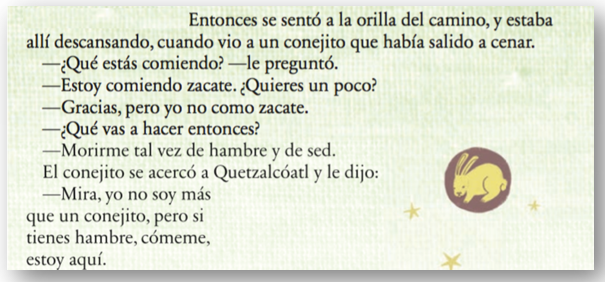 Entonces se sentó a la orilla del camino, y estaba
allí descansando, cuando vio a un conejito que había salido a cenar.
—¿Qué estás comiendo? —le preguntó.
—Estoy comiendo zacate. ¿Quieres un poco?
—Gracias, pero yo no como zacate.
—¿Qué vas a hacer entonces?
—Morirme tal vez de hambre y de sed.
El conejito se acercó a Quetzalcóatl y le dijo:
—Mira, yo no soy más
que un conejito, pero si
tienes hambre, cómeme,
estoy aquí.